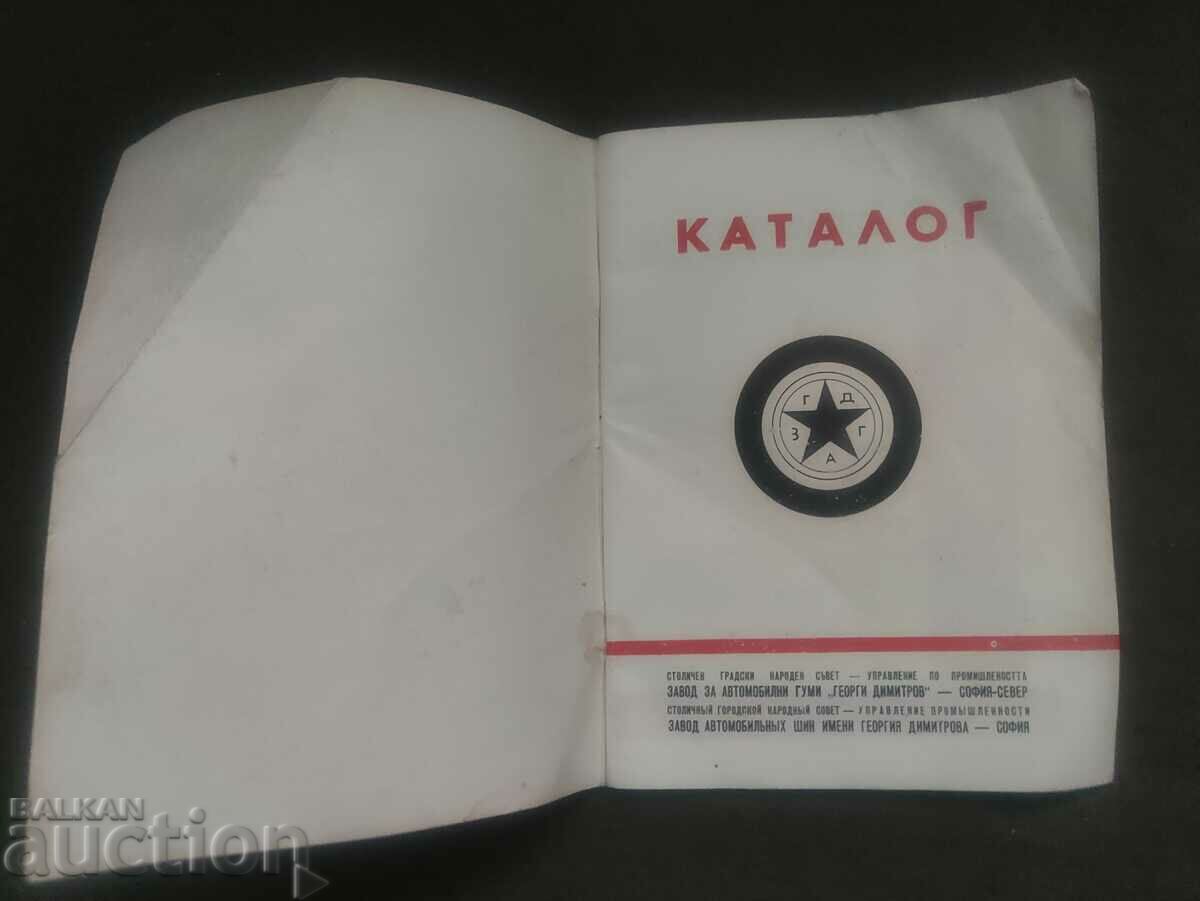 КАТАЛОГ
Г Д
З Г
А
СТОЛИЧЕН ГРАДСКИ НАРОДЕН СЪВЕТ — УПРАВЛЕНИЕ ПО ПРОМИШЛЕНОСТТА
ЗАВОД ЗА АВТОМОБИЛНИ ГУМИ „ГЕОРГИ ДИМИТРОВ" — СОФИЯ-СЕВЕР
СТОЛИЧНЫЙ ГОРОДСКОЙ НАРОДНЫЙ СОВЕТ — УПРАВЛЕНИЕ ПРОМЫШЛЕННОСТИ
ЗАВОД АВТОМОБИЛЬНЫХ ШИН ИМЕНИ ГЕОРГИЯ ДИМИТРОВА — СОФИЯ
BALKAN
auction